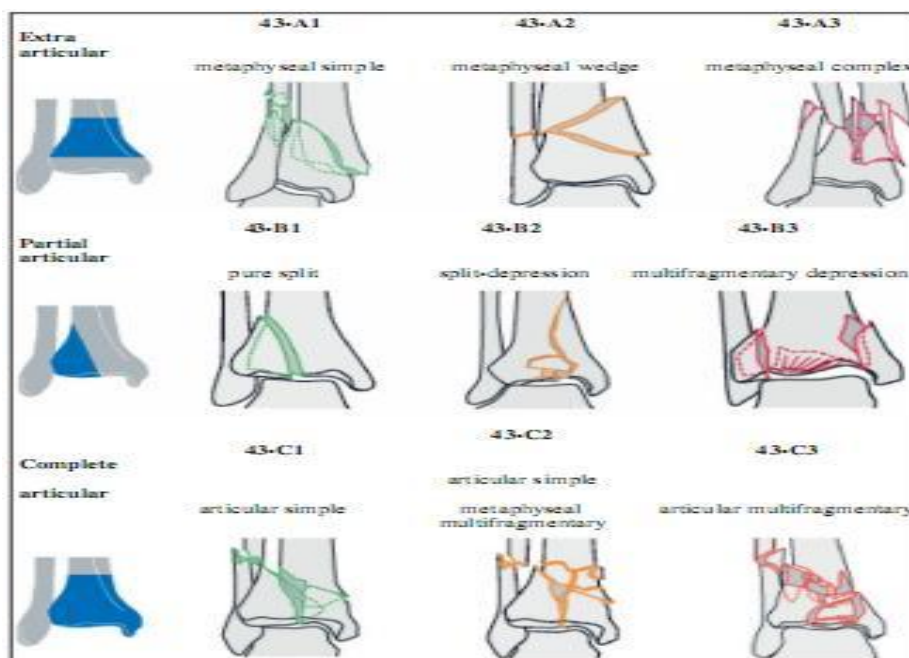 43-A1 43-A2 43-A3
Extra
articular
metaphyseal simple metaphyseal wedge metaphyseal complex
43-B1 43-B2 43-B3
Partial
articular
pure split split-depression multifragmentary depression
43-C1 43-C2 43-C3
Complete
articular
articular simple
articular simple
metaphyseal
multifragmentary
articular multifragmentary